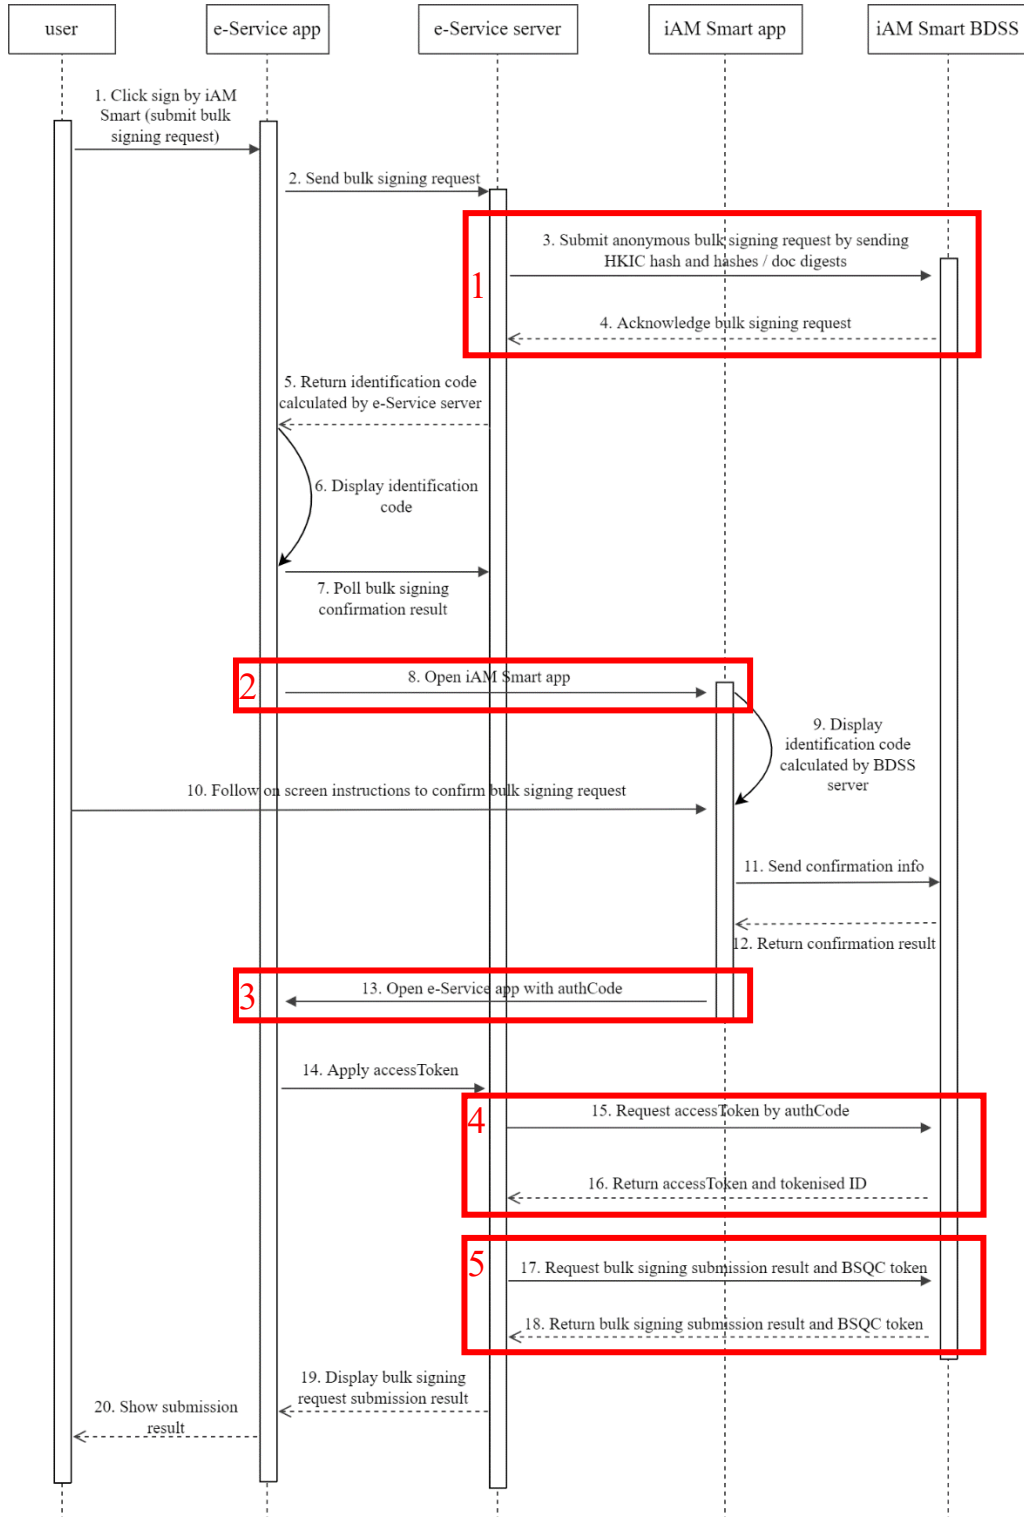 user
e-Service app
e-Service server
iAM Smart app
iAM Smart BDSS
1. Click sign by iAM
Smart (submit bulk
signing request)
2. Send bulk signing request
1
3. Submit anonymous bulk signing request by sending
HKIC hash and hashes / doc digests
4. Acknowledge bulk signing request
5. Return identification code
calculated by e-Service server
6. Display identification
code
7. Poll bulk signing
confirmation result
2
8. Open iAM Smart app
9. Display
identification code
calculated by BDSS
server
10. Follow on screen instructions to confirm bulk signing request
11. Send confirmation info
12. Return confirmation result
3
13. Open e-Service app with authCode
14. Apply accessToken
4
15. Request accessToken by authCode
16. Return accessToken and tokenised ID
5
17. Request bulk signing submission result and BSQC token
18. Return bulk signing submission result and BSQC token
19. Display bulk signing
request submission result
20. Show submission
result